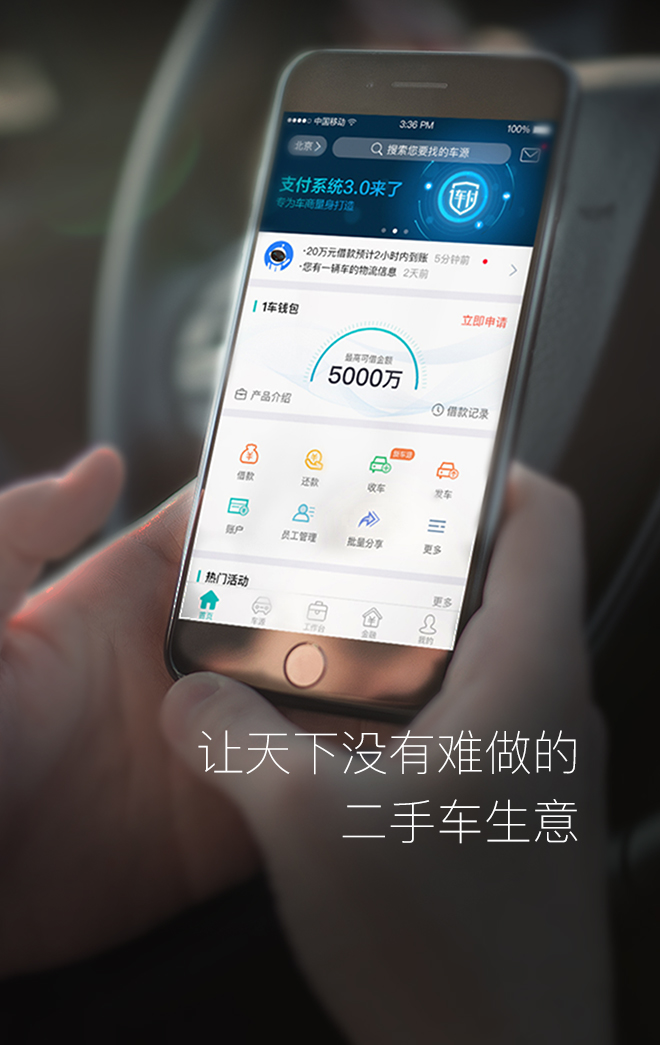 中国移动 3:36 PM 100%
北京 搜索您要找的车源
支付系统3.0来了
专为车商量身打造
1车付
·20万元借款预计2小时内到账 5分钟前
·您有一辆车的物流信息 2天前
1车钱包 立即申请
最高可借金额
5000万
产品介绍 借款记录
新车源
借款 还款 收车 发车
账户 员工管理 批量分享 更多
热门活动 更多
首页 车源 工作台 金融 我的
让天下没有难做的
二手车生意